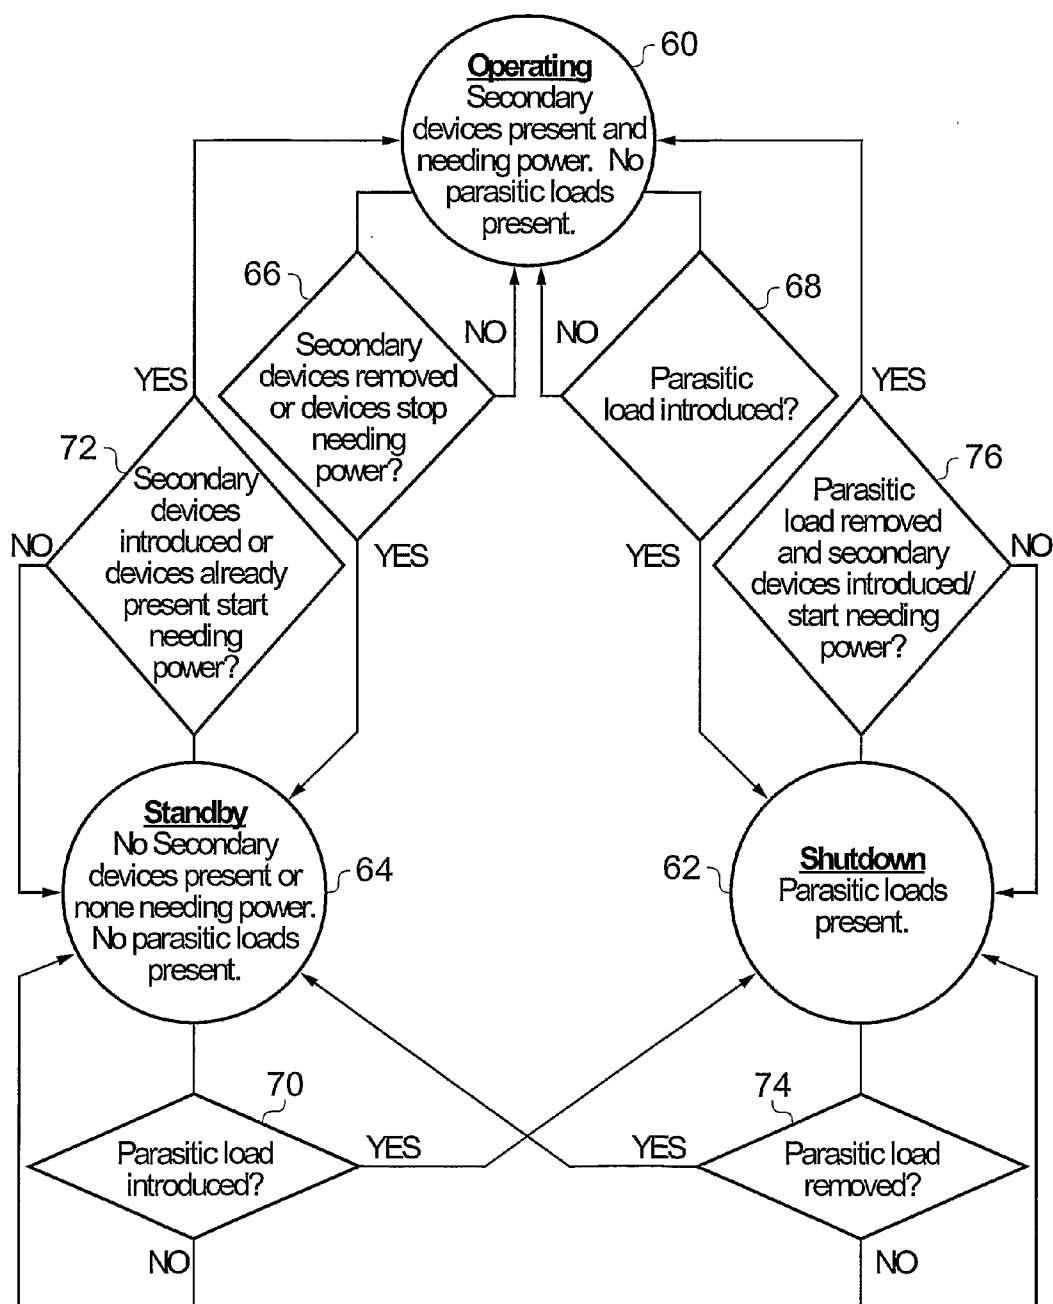 60
Operating
Secondary
devices present and
needing power. No
parasitic loads
present.
66
68
NO
NO
Secondary
devices removed
or devices stop
needing
power?
Parasitic
load introduced?
YES
YES
72
76
Secondary
devices
introduced or
devices already
present start
needing
power?
Parasitic
load removed
and secondary
devices introduced/
start needing
power?
NO
YES
YES
NO
Standby
No Secondary
devices present or
none needing power.
No parasitic loads
present.
64
62
Shutdown
Parasitic loads
present.
70
74
Parasitic load
introduced?
YES
YES
Parasitic load
removed?
NO
NO